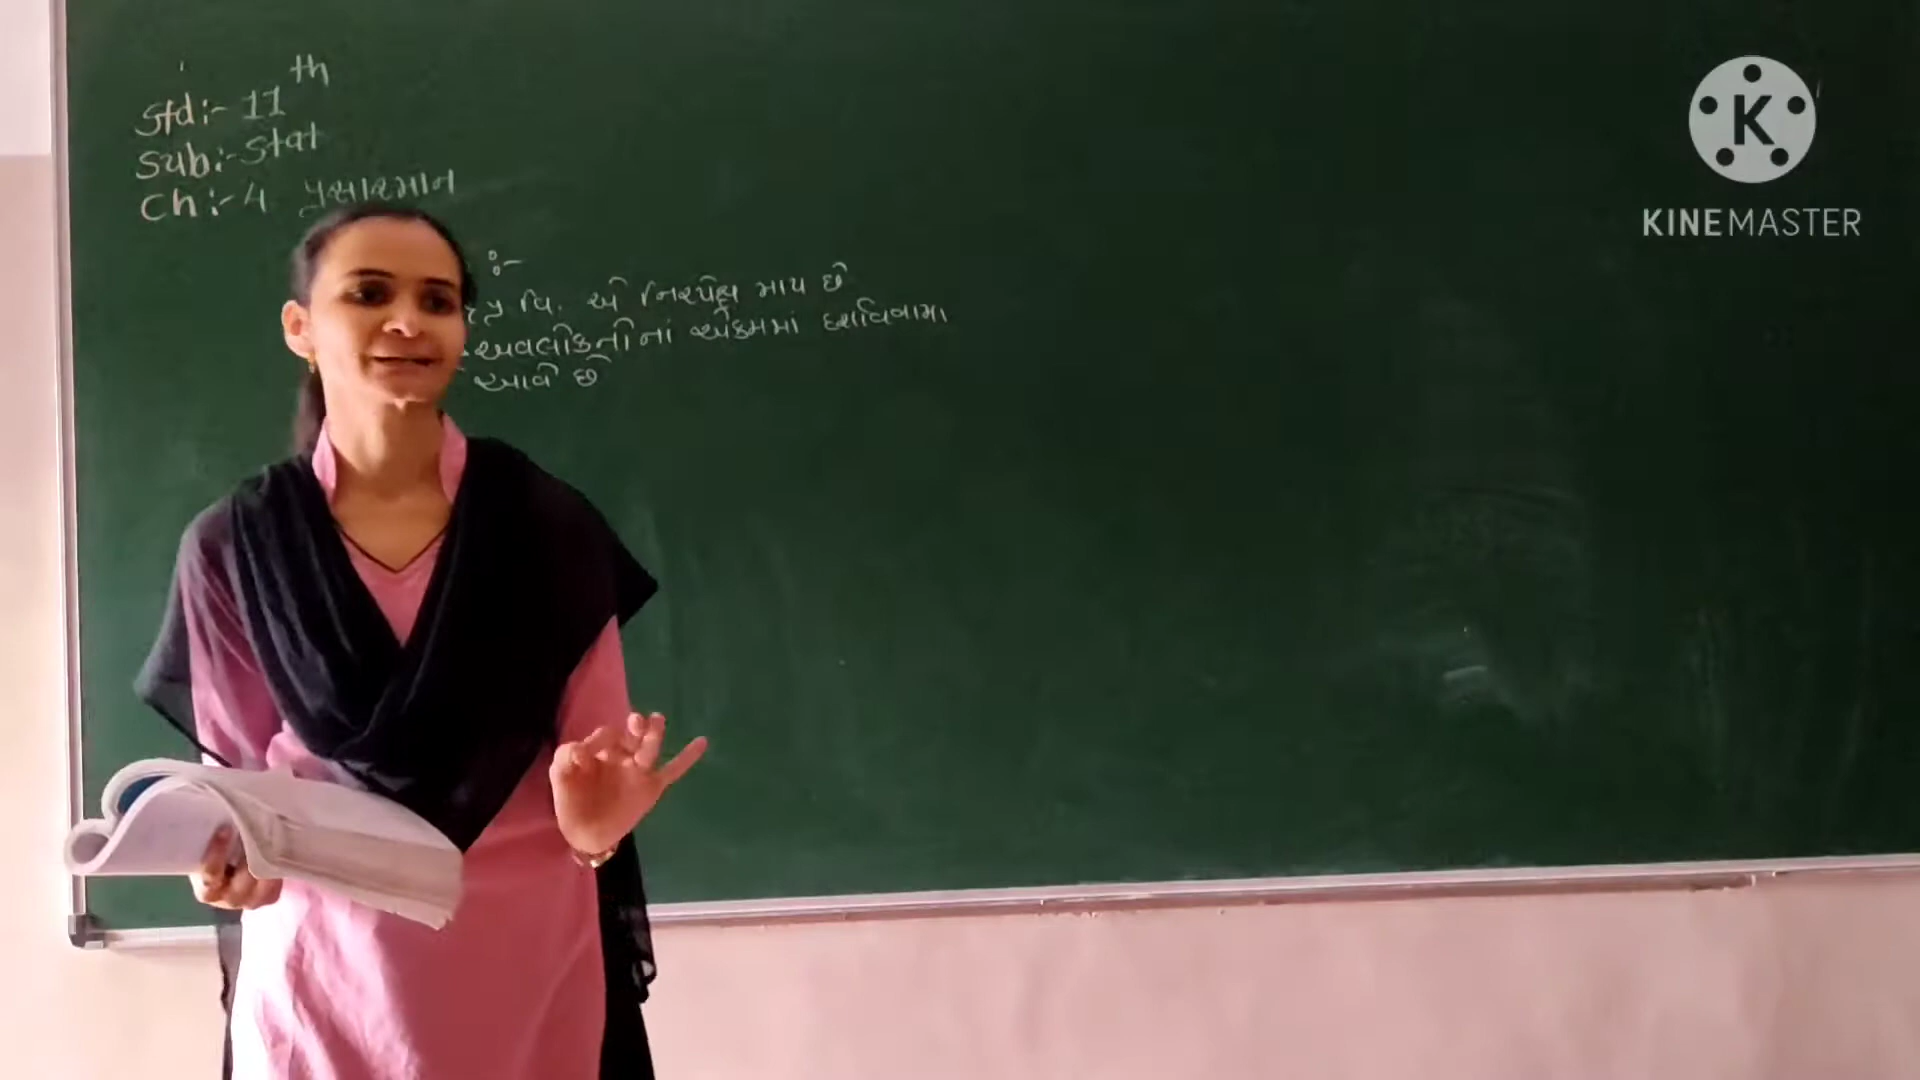 Std:- 11th
Sub:- Stat
Ch:- 4 પ્રસારમાન
:-
પ્ર.વિ. એ નિરપેક્ષ માપ છે
અવલોકનોનાં એકમમાં દર્શાવવામા
આવે છે
K
KINEMASTER